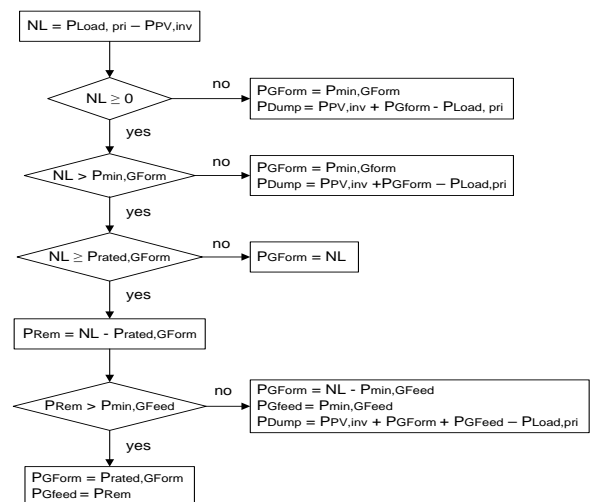 NL = PLoad, pri – PPV,inv
NL ≥ 0
no
PGForm = Pmin,GForm
PDump = PPV,inv + PGform - PLoad, pri
yes
NL > Pmin,GForm
no
PGForm = Pmin,Gform
PDump = PPV,inv +PGForm – PLoad,pri
yes
NL ≥ Prated,GForm
no
PGForm = NL
yes
PRem = NL - Prated,GForm
PRem > Pmin,GFeed
no
PGForm = NL - Pmin,GFeed
PGfeed = Pmin,GFeed
PDump = PPV,inv + PGForm + PGFeed – PLoad,pri
yes
PGForm = Prated,GForm
PGfeed = PRem